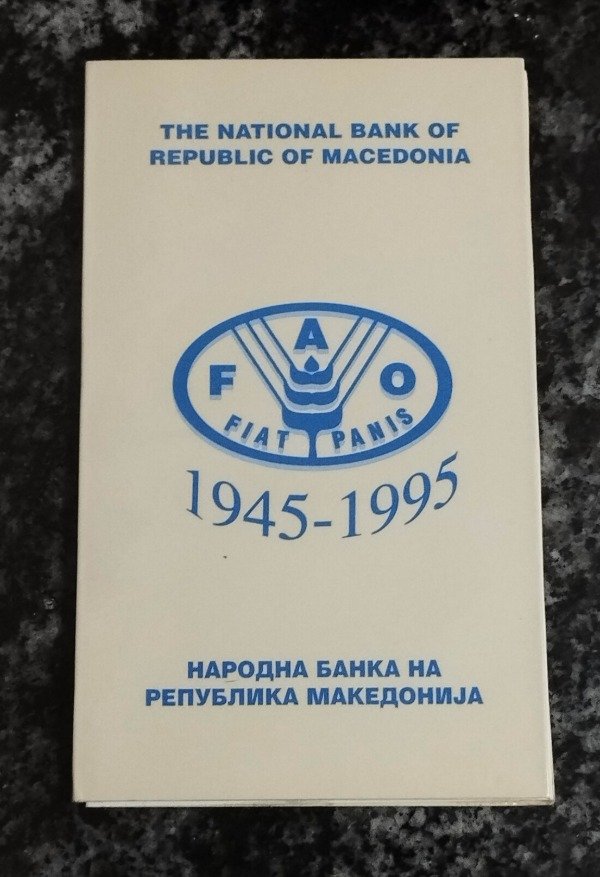 THE NATIONAL BANK OF
REPUBLIC OF MACEDONIA
F A O
FIAT PANIS
1945-1995
НАРОДНА БАНКА НА
РЕПУБЛИКА МАКЕДОНИЈА